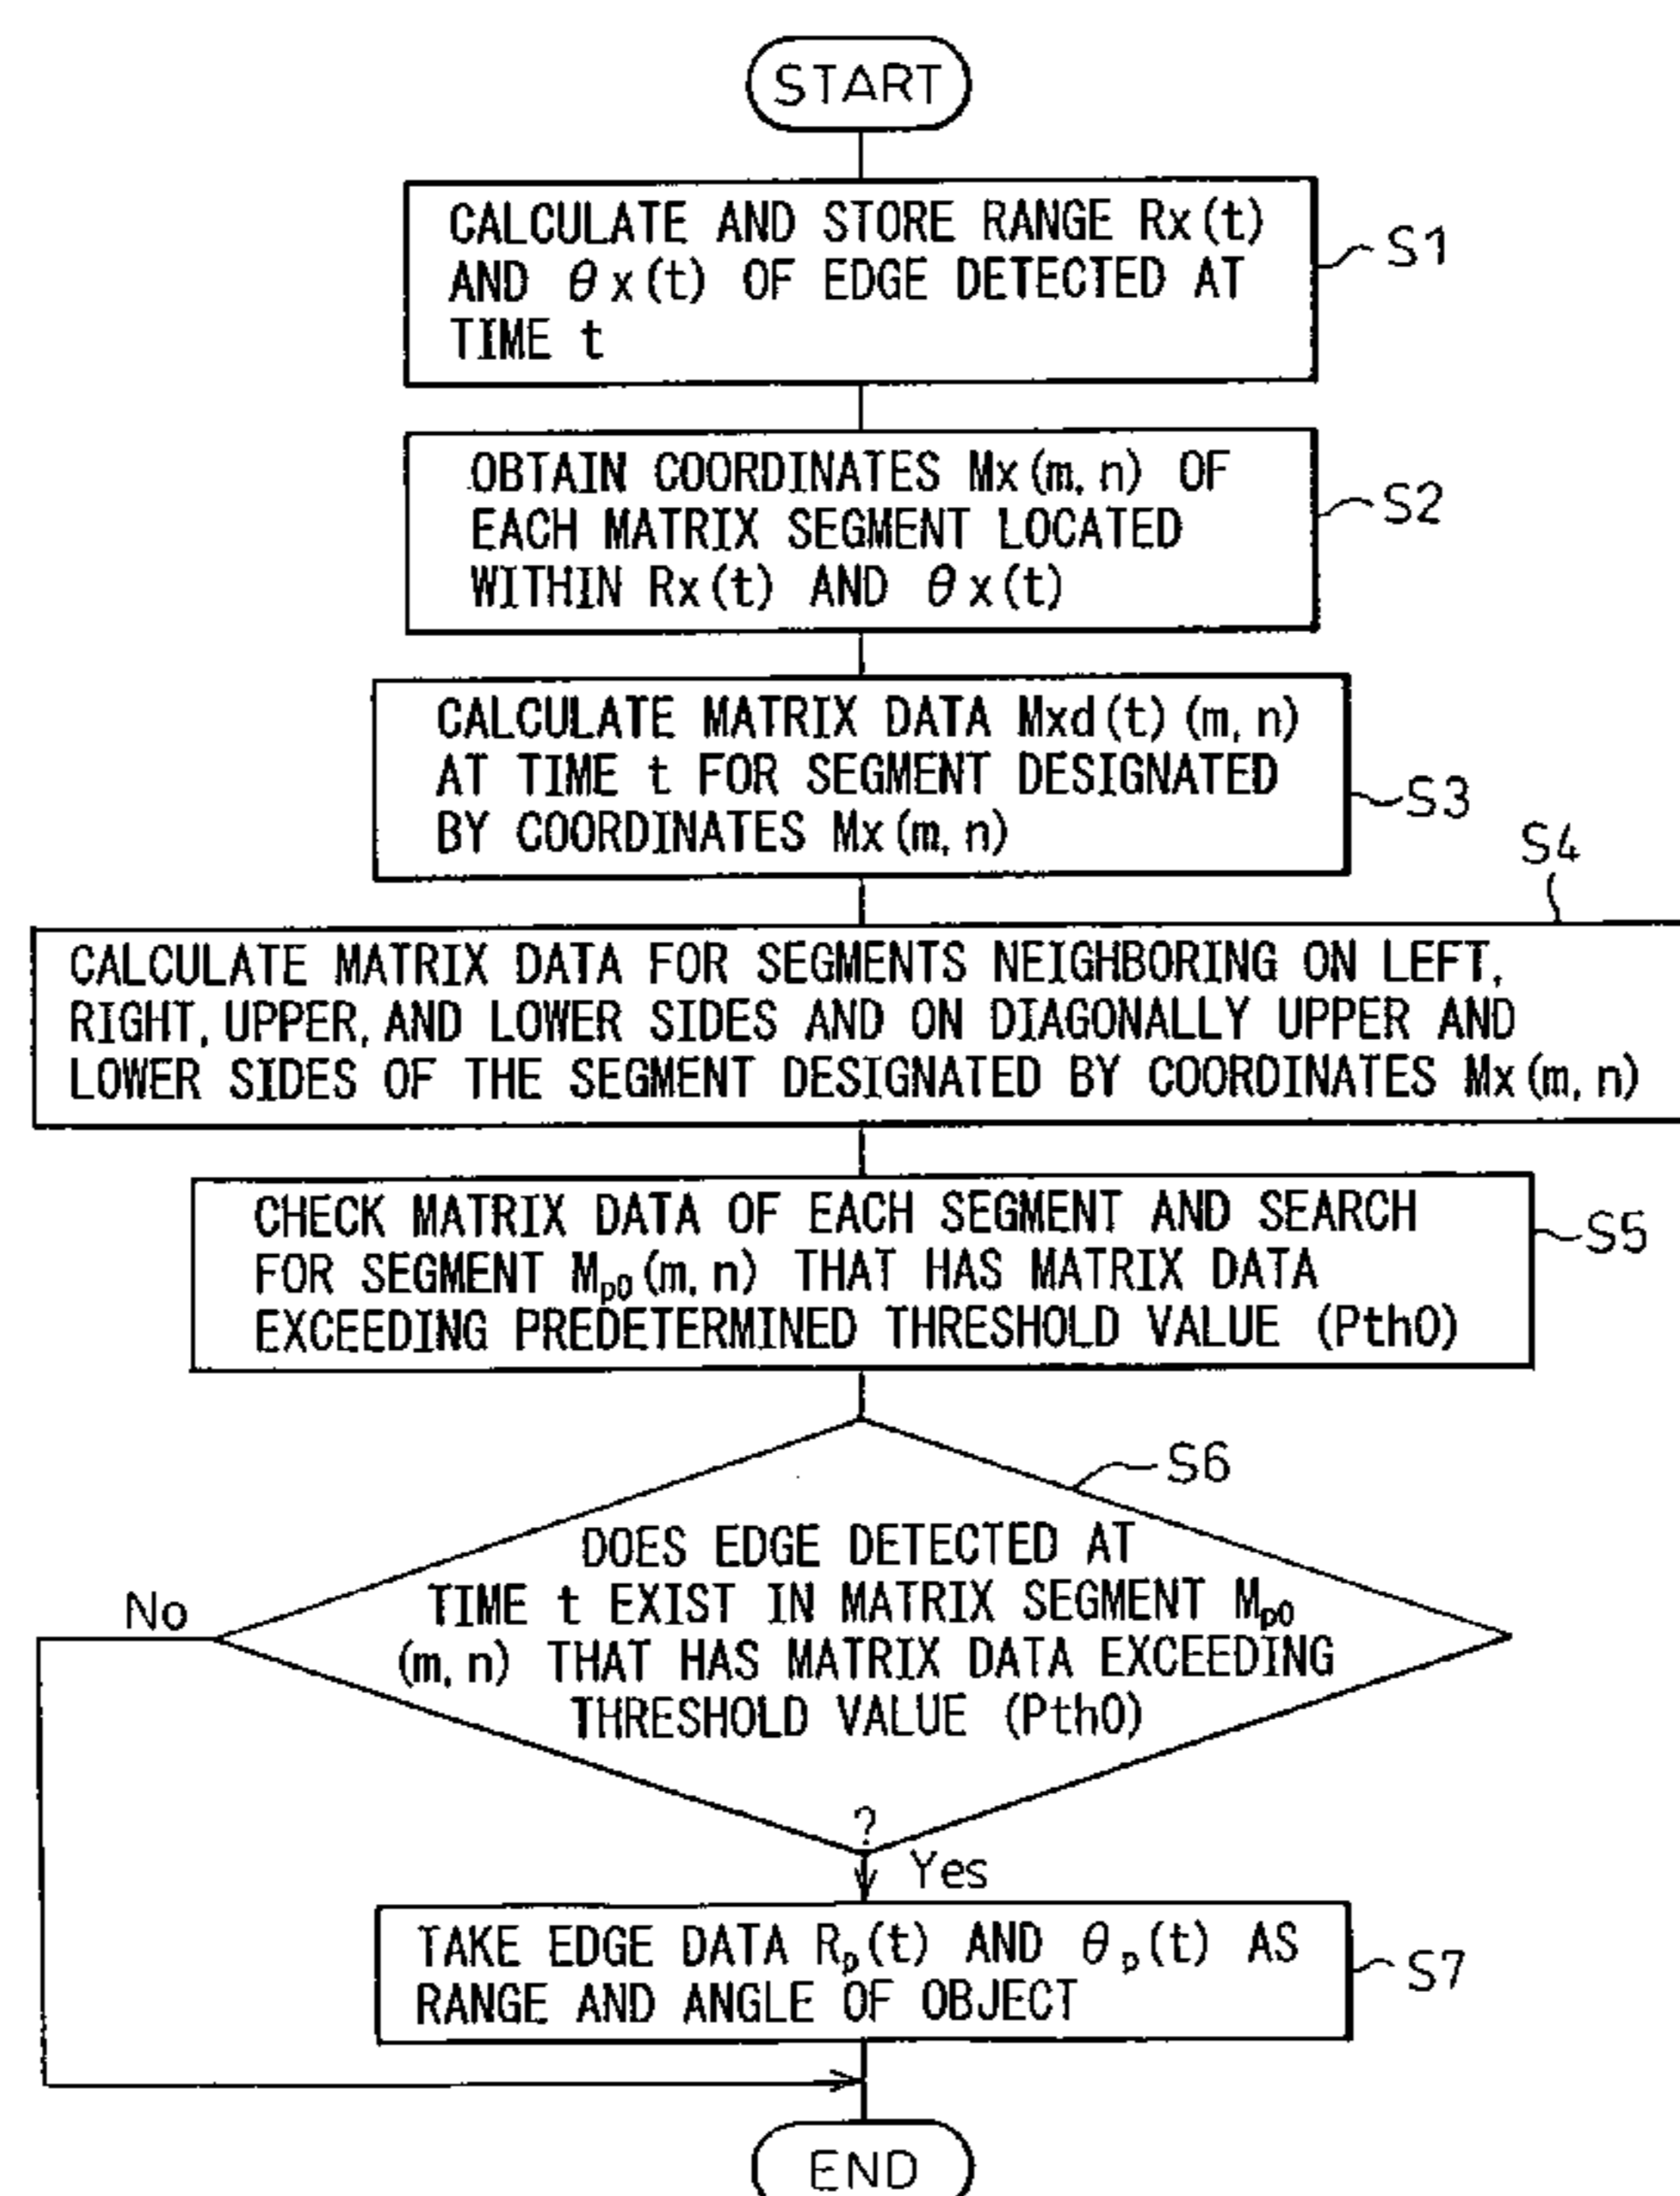 START
CALCULATE AND STORE RANGE Rx(t)
AND θx(t) OF EDGE DETECTED AT
TIME t
S1
OBTAIN COORDINATES Mx(m,n) OF
EACH MATRIX SEGMENT LOCATED
WITHIN Rx(t) AND θx(t)
S2
CALCULATE MATRIX DATA Mxd(t)(m,n)
AT TIME t FOR SEGMENT DESIGNATED
BY COORDINATES Mx(m,n)
S3
S4
CALCULATE MATRIX DATA FOR SEGMENTS NEIGHBORING ON LEFT,
RIGHT, UPPER, AND LOWER SIDES AND ON DIAGONALLY UPPER AND
LOWER SIDES OF THE SEGMENT DESIGNATED BY COORDINATES Mx(m,n)
CHECK MATRIX DATA OF EACH SEGMENT AND SEARCH
FOR SEGMENT Mp0(m,n) THAT HAS MATRIX DATA
EXCEEDING PREDETERMINED THRESHOLD VALUE (Pth0)
S5
S6
DOES EDGE DETECTED AT
TIME t EXIST IN MATRIX SEGMENT Mp0
(m,n) THAT HAS MATRIX DATA EXCEEDING
THRESHOLD VALUE (Pth0)
?
No
Yes
TAKE EDGE DATA Rp(t) AND θp(t) AS
RANGE AND ANGLE OF OBJECT
S7
END